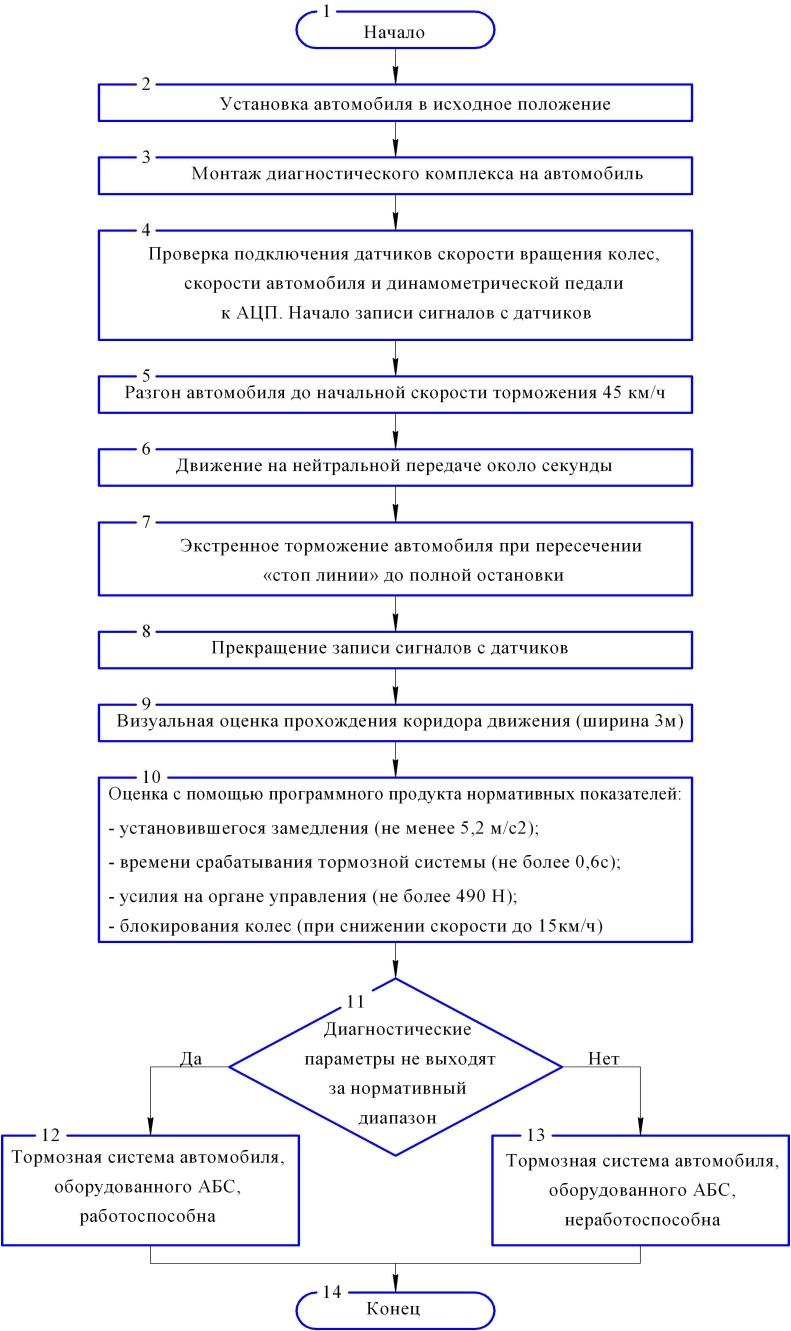 1
Начало
2
Установка автомобиля в исходное положение
3
Монтаж диагностического комплекса на автомобиль
4
Проверка подключения датчиков скорости вращения колес,
скорости автомобиля и динамометрической педали
к АЦП. Начало записи сигналов с датчиков
5
Разгон автомобиля до начальной скорости торможения 45 км/ч
6
Движение на нейтральной передаче около секунды
7
Экстренное торможение автомобиля при пересечении
«стоп линии» до полной остановки
8
Прекращение записи сигналов с датчиков
9
Визуальная оценка прохождения коридора движения (ширина 3м)
10
Оценка с помощью программного продукта нормативных показателей:
- установившегося замедления (не менее 5,2 м/с2);
- времени срабатывания тормозной системы (не более 0,6с);
- усилия на органе управления (не более 490 Н);
- блокирования колес (при снижении скорости до 15км/ч)
11
Диагностические
параметры не выходят
за нормативный
диапазон
Да
Нет
12
Тормозная система автомобиля,
оборудованного АБС,
работоспособна
13
Тормозная система автомобиля,
оборудованного АБС,
неработоспособна
14
Конец